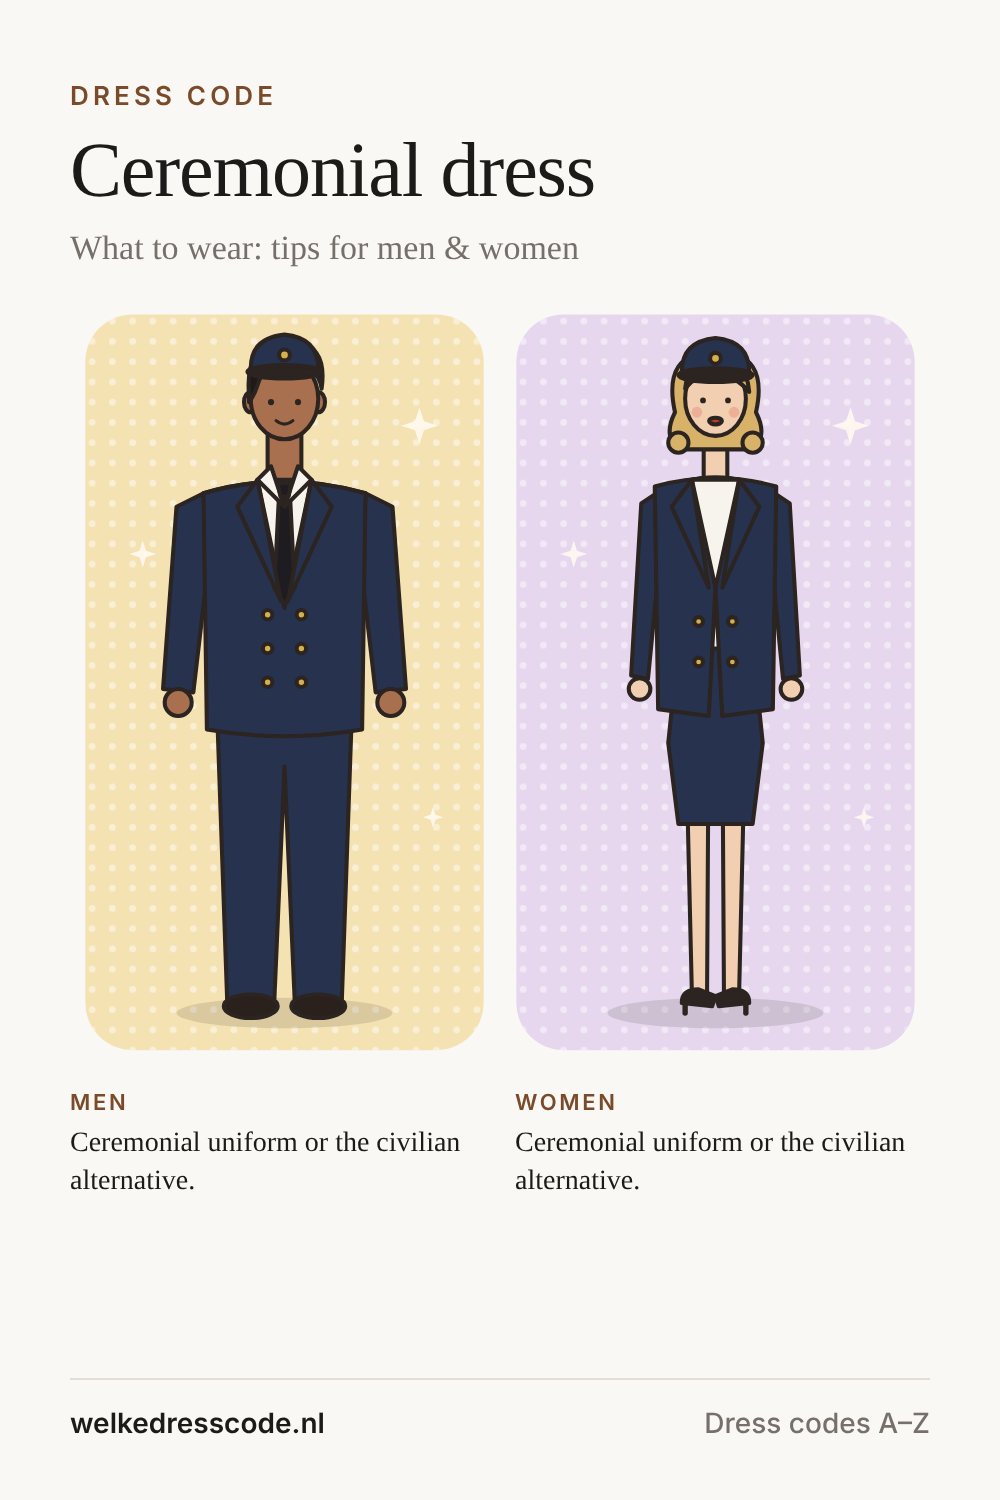 DRESS CODE
Ceremonial dress
What to wear: tips for men & women
MEN
Ceremonial uniform or the civilian
alternative.
WOMEN
Ceremonial uniform or the civilian
alternative.
welkedresscode.nl
Dress codes A–Z